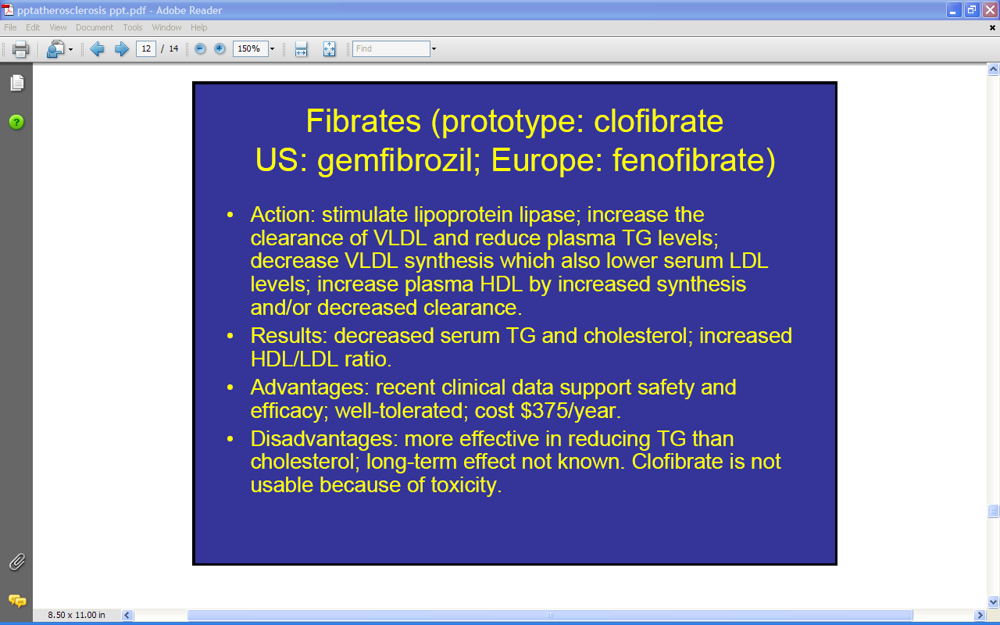 pptatherosclerosis ppt.pdf - Adobe Reader
File Edit View Document Tools Window Help
12 / 14 150% Find
Fibrates (prototype: clofibrate
US: gemfibrozil; Europe: fenofibrate)
• Action: stimulate lipoprotein lipase; increase the
clearance of VLDL and reduce plasma TG levels;
decrease VLDL synthesis which also lower serum LDL
levels; increase plasma HDL by increased synthesis
and/or decreased clearance.
• Results: decreased serum TG and cholesterol; increased
HDL/LDL ratio.
• Advantages: recent clinical data support safety and
efficacy; well-tolerated; cost $375/year.
• Disadvantages: more effective in reducing TG than
cholesterol; long-term effect not known. Clofibrate is not
usable because of toxicity.
8.50 x 11.00 in